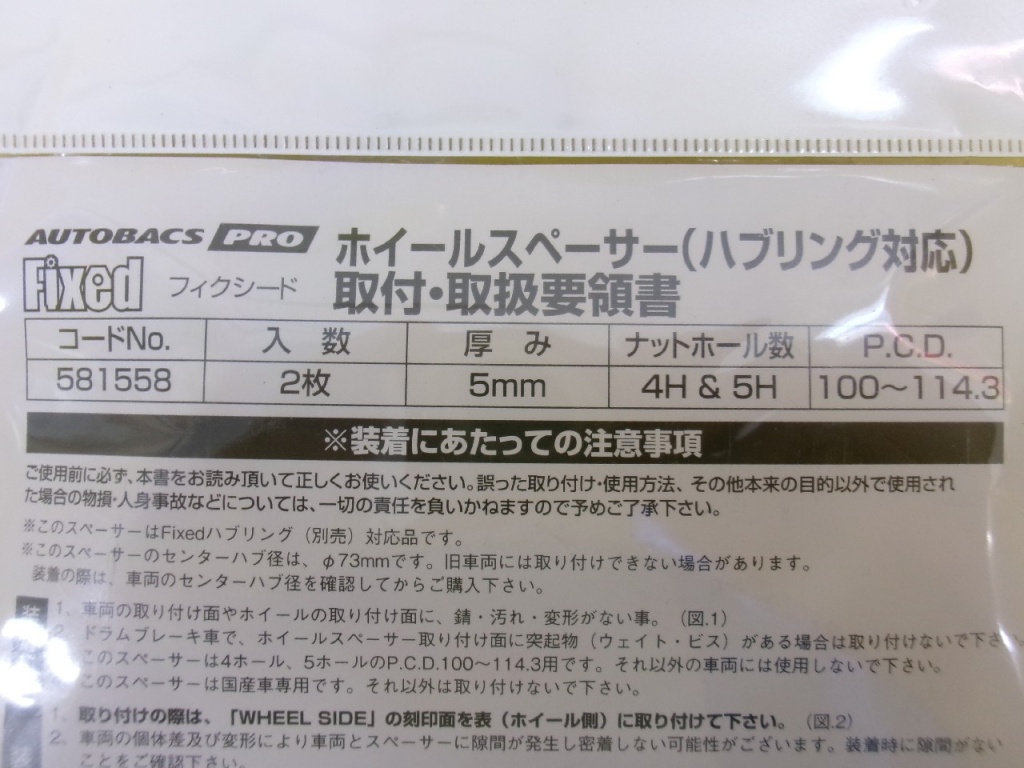 AUTOBACS PRO ホイールスペーサー(ハブリング対応)
Fixed フィクシード 取付・取扱要領書
コードNo. 入 数 厚 み ナットホール数 P.C.D.
581558 2枚 5mm 4H & 5H 100～114.3
※装着にあたっての注意事項
ご使用前に必ず、本書をお読み頂いて正しくお使いください。誤った取り付け・使用方法、その他本来の目的以外で使用され
た場合の物損・人身事故などについては、一切の責任を負いかねますので予めご了承下さい。
※このスペーサーはFixedハブリング（別売）対応品です。
※このスペーサーのセンターハブ径は、φ73mmです。旧車両には取り付けできない場合があります。
装着の際は、車両のセンターハブ径を確認してからご購入下さい。
装 1、車両の取り付け面やホイールの取り付け面に、錆・汚れ・変形がない事。（図.1）
2、ドラムブレーキ車で、ホイールスペーサー取り付け面に突起物（ウェイト・ビス）がある場合は取り付けないで下さ
このスペーサーは4ホール、5ホールのP.C.D.100～114.3用です。それ以外の車両には使用しないで下さい。
このスペーサーは国産車専用です。それ以外は取り付けないで下さい。
1、取り付けの際は、「WHEEL SIDE」の刻印面を表（ホイール側）に取り付けて下さい。（図.2）
2、車両の個体差及び変形により車両とスペーサーに隙間が発生し密着しない可能性がございます。装着時に隙間がない
装 ことをご確認下さい。